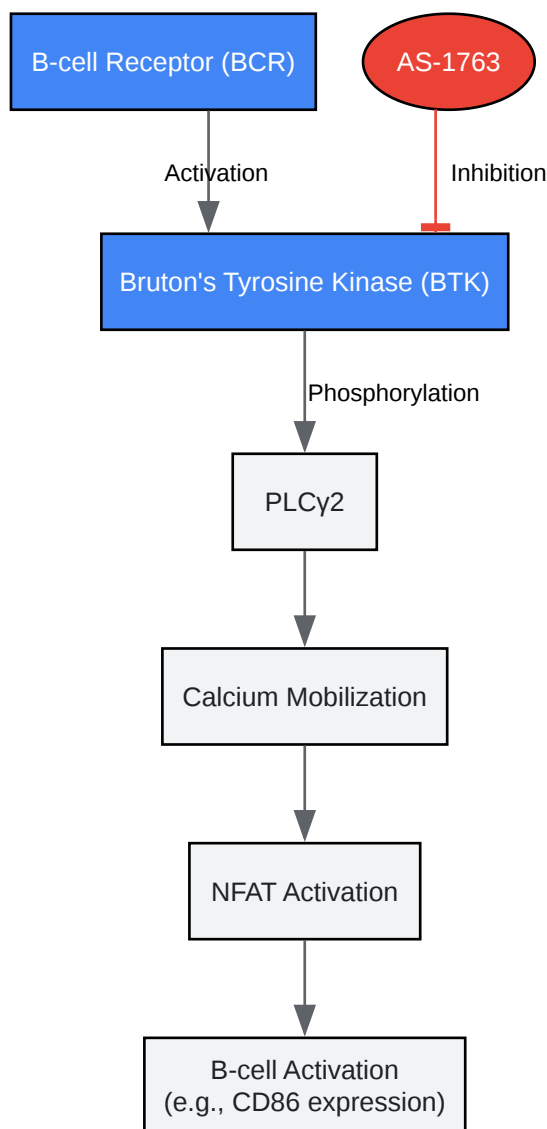 B-cell Receptor (BCR)
AS-1763
Activation
Inhibition
Bruton's Tyrosine Kinase (BTK)
Phosphorylation
PLCγ2
Calcium Mobilization
NFAT Activation
B-cell Activation
(e.g., CD86 expression)